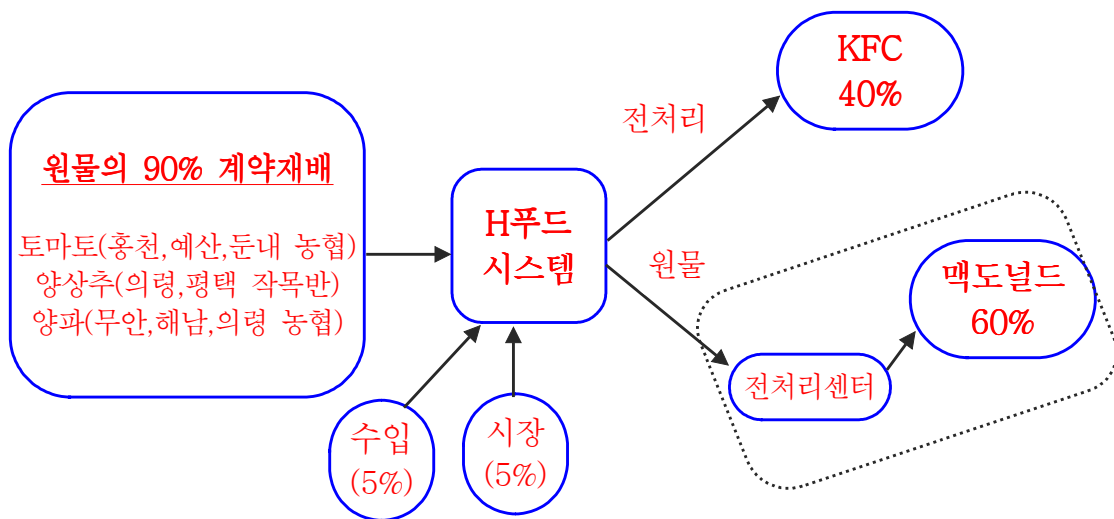 원물의 90% 계약재배
토마토(홍천,예산,둔내 농협)
양상추(의령,평택 작목반)
양파(무안,해남,의령 농협)
수입
(5%)
시장
(5%)
H푸드
시스템
전처리
KFC
40%
원물
전처리센터
맥도널드
60%